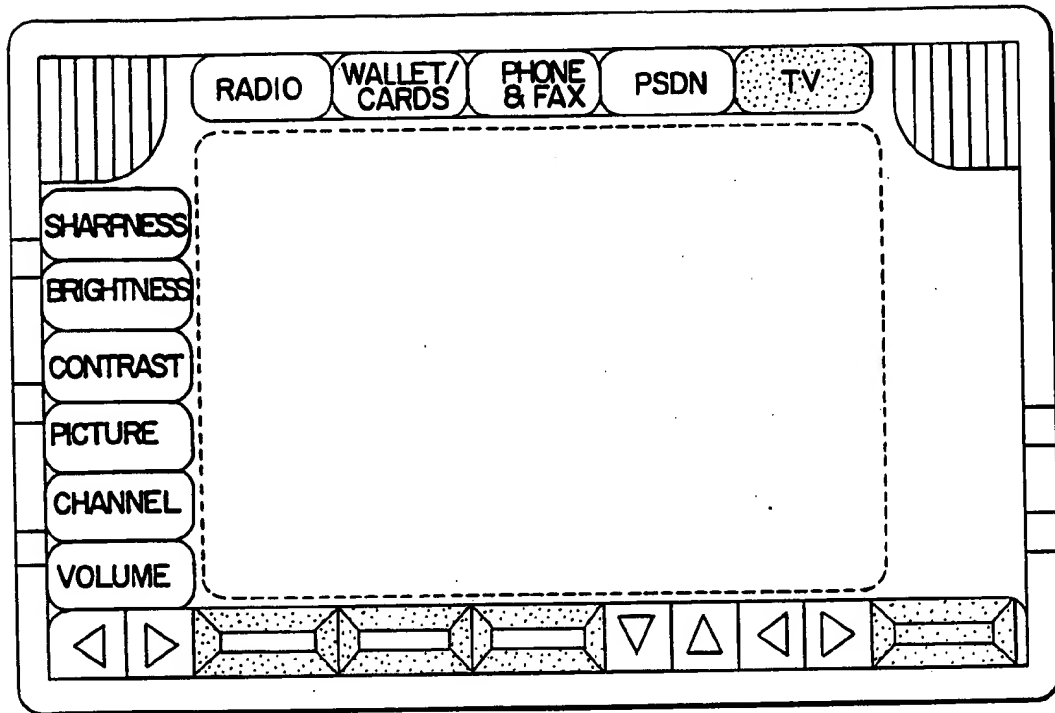 RADIO
WALLET/
CARDS
PHONE
& FAX
PSDN
TV
SHARPNESS
BRIGHTNESS
CONTRAST
PICTURE
CHANNEL
VOLUME